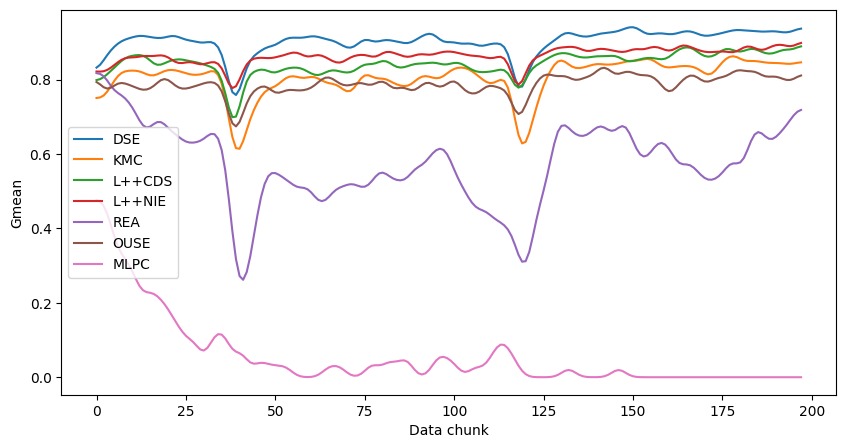 Gmean
0.8
0.6
0.4
0.2
0.0
DSE
KMC
L++CDS
L++NIE
REA
OUSE
MLPC
0 25 50 75 100 125 150 175 200
Data chunk